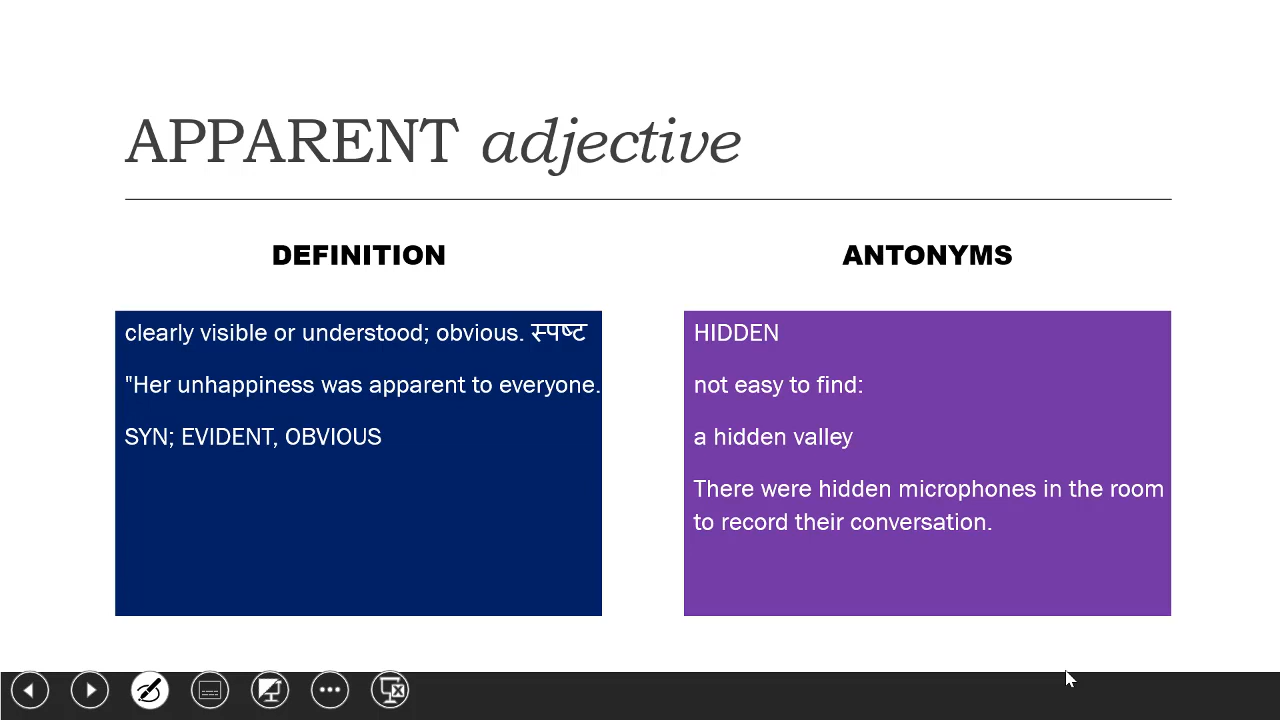 APPARENT adjective
DEFINITION
clearly visible or understood; obvious. स्पष्ट
"Her unhappiness was apparent to everyone.
SYN; EVIDENT, OBVIOUS
ANTONYMS
HIDDEN
not easy to find:
a hidden valley
There were hidden microphones in the room
to record their conversation.